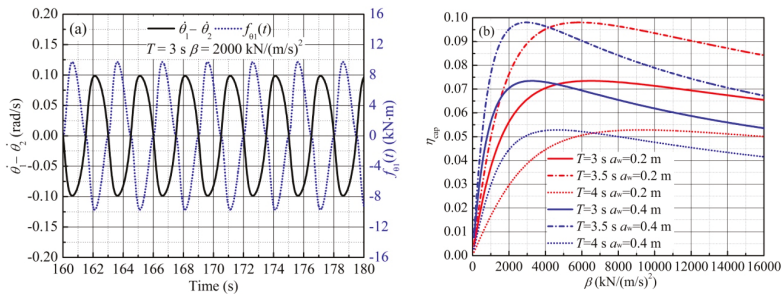 (a)
θ̇1 − θ̇2 fθ1(t)
T = 3 s β = 2000 kN/(m/s)²
0.20
0.15
0.10
0.05
0.00
-0.05
-0.10
-0.15
-0.20
θ̇1 − θ̇2 (rad/s)
16
12
8
4
0
-4
-8
-12
-16
fθ1(t) (kN·m)
160 162 164 166 168 170 172 174 176 178 180
Time (s)
(b)
0.10
0.09
0.08
0.07
0.06
0.05
0.04
0.03
0.02
0.01
0.00
ηcap
T=3 s aw=0.2 m
T=3.5 s aw=0.2 m
T=4 s aw=0.2 m
T=3 s aw=0.4 m
T=3.5 s aw=0.4 m
T=4 s aw=0.4 m
0 2000 4000 6000 8000 10000 12000 14000 16000
β (kN/(m/s)²)